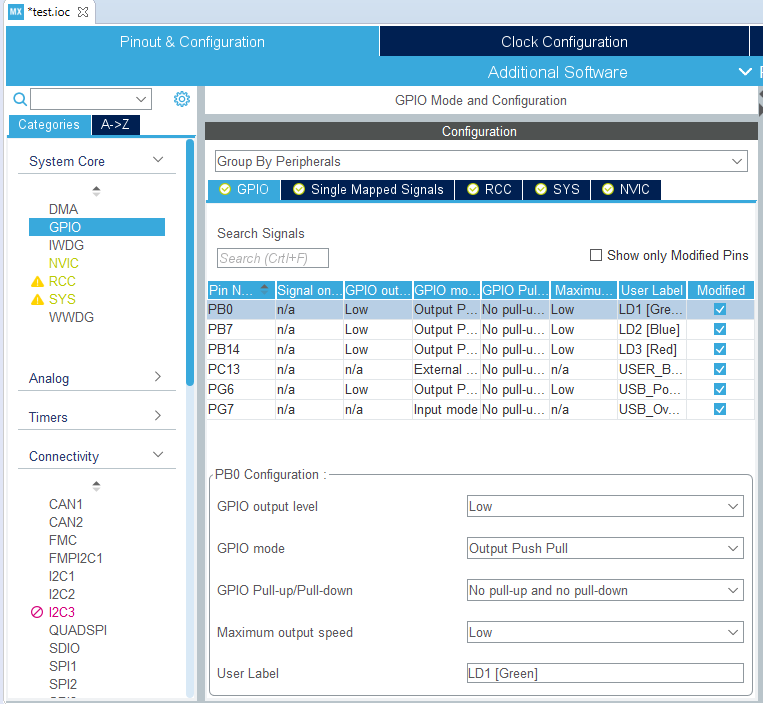 MX *test.ioc
Pinout & Configuration
Clock Configuration
Additional Software
Categories
A->Z
System Core
DMA
GPIO
IWDG
NVIC
RCC
SYS
WWDG
Analog
Timers
Connectivity
CAN1
CAN2
FMC
FMPI2C1
I2C1
I2C2
I2C3
QUADSPI
SDIO
SPI1
SPI2
GPIO Mode and Configuration
Configuration
Group By Peripherals
GPIO Single Mapped Signals RCC SYS NVIC
Search Signals
Search (Crtl+F)
Show only Modified Pins
Pin N... Signal on... GPIO out... GPIO mo... GPIO Pul... Maximu... User Label Modified
PB0 n/a Low Output P... No pull-u... Low LD1 [Gre...
PB7 n/a Low Output P... No pull-u... Low LD2 [Blue]
PB14 n/a Low Output P... No pull-u... Low LD3 [Red]
PC13 n/a n/a External ... No pull-u... n/a USER_B...
PG6 n/a Low Output P... No pull-u... Low USB_Po...
PG7 n/a n/a Input mode No pull-u... n/a USB_Ov...
PB0 Configuration :
GPIO output level Low
GPIO mode Output Push Pull
GPIO Pull-up/Pull-down No pull-up and no pull-down
Maximum output speed Low
User Label LD1 [Green]